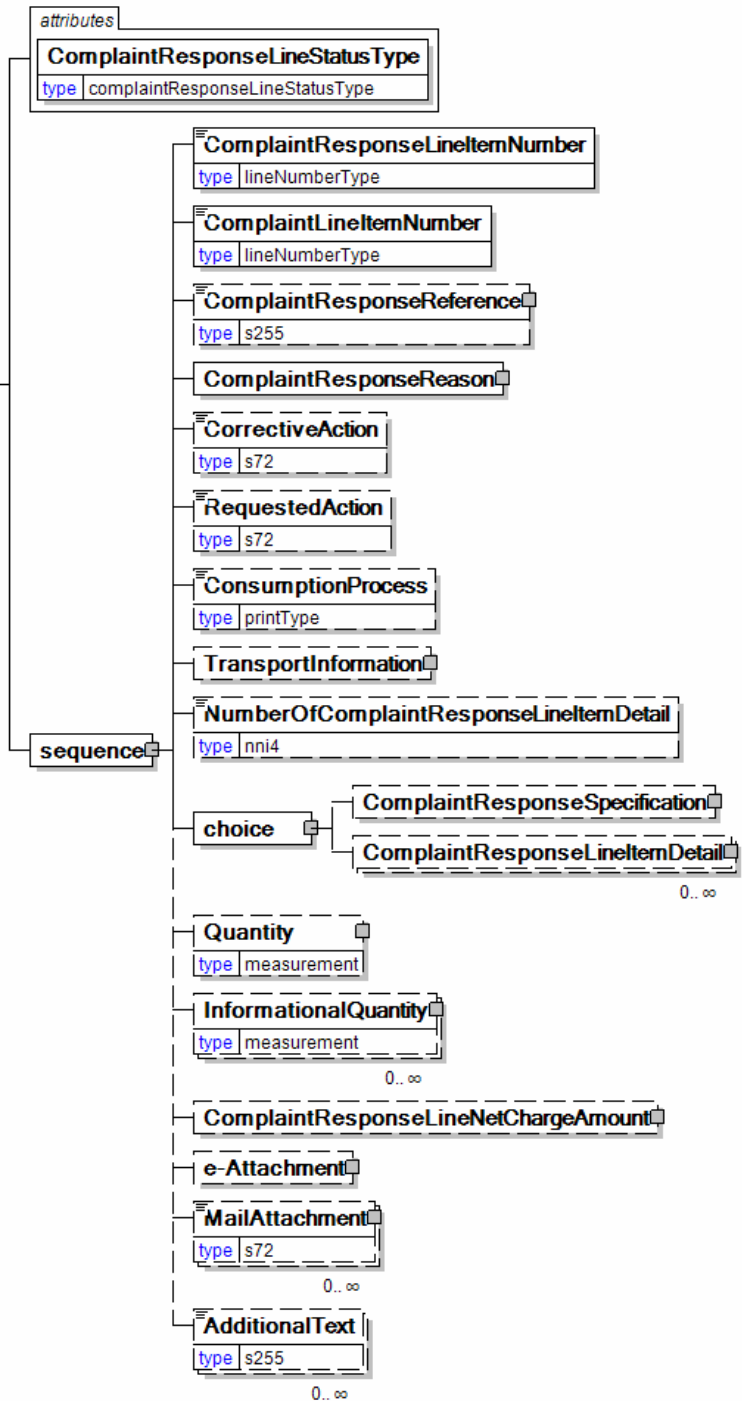 attributes
ComplaintResponseLineStatusType
type complaintResponseLineStatusType
ComplaintResponseLineItemNumber
type lineNumberType
ComplaintLineItemNumber
type lineNumberType
ComplaintResponseReference
type s255
ComplaintResponseReason
CorrectiveAction
type s72
RequestedAction
type s72
ConsumptionProcess
type printType
TransportInformation
NumberOfComplaintResponseLineItemDetail
type nni4
sequence
choice
ComplaintResponseSpecification
ComplaintResponseLineItemDetail
0.. ∞
Quantity
type measurement
InformationalQuantity
type measurement
0.. ∞
ComplaintResponseLineNetChargeAmount
e-Attachment
MailAttachment
type s72
0.. ∞
AdditionalText
type s255
0.. ∞